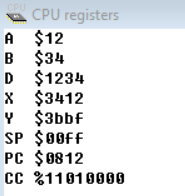 CPU registers
A $12
B $34
D $1234
X $3412
Y $3bbf
SP $00ff
PC $0812
CC %11010000